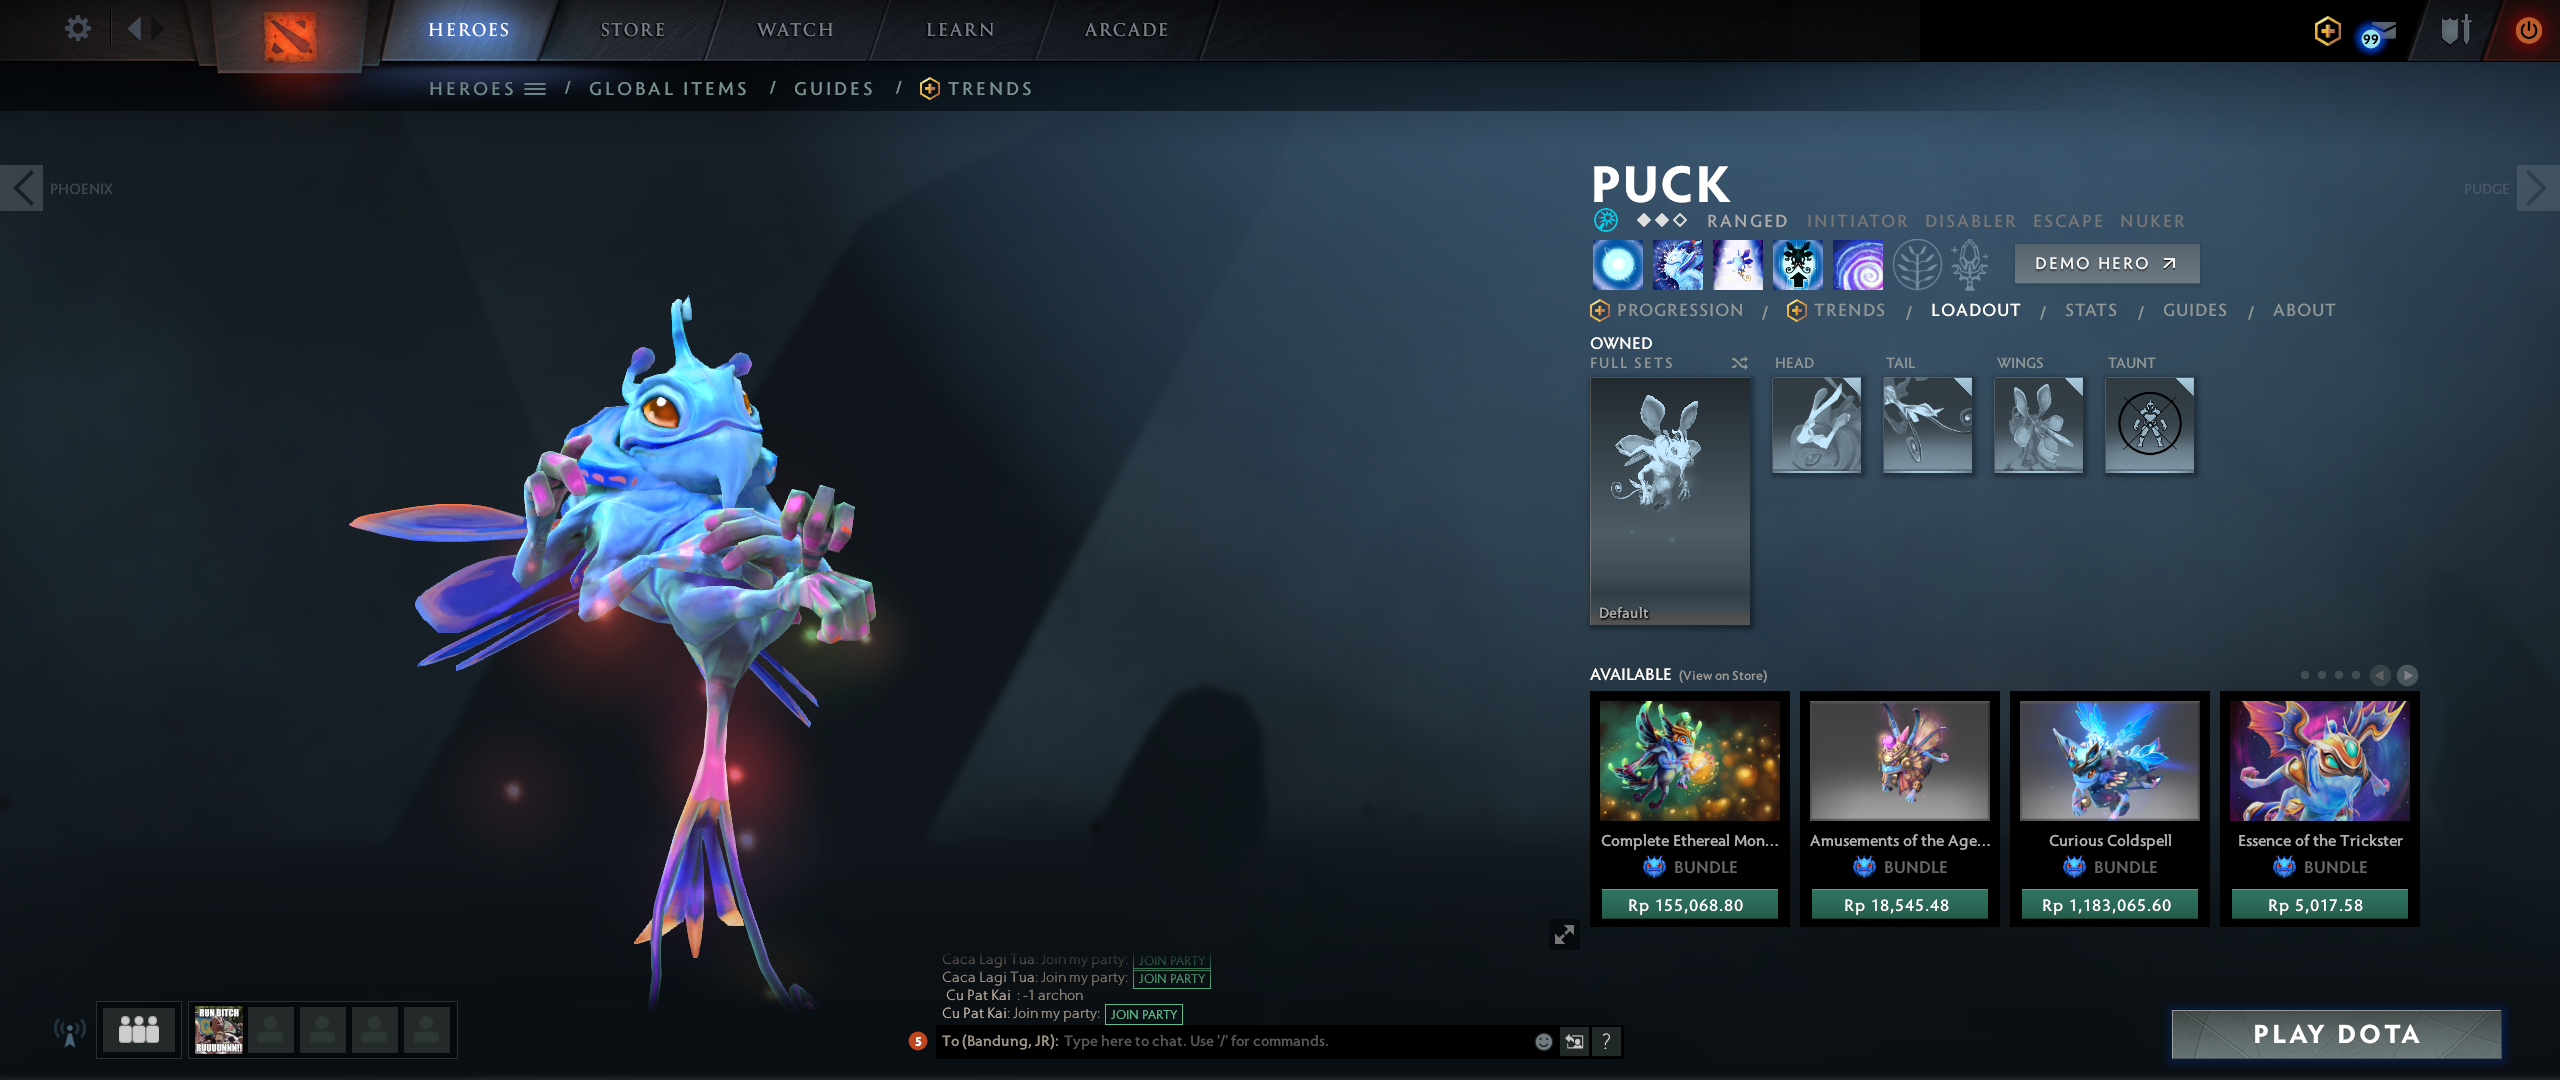 HEROES STORE WATCH LEARN ARCADE
99
HEROES / GLOBAL ITEMS / GUIDES / TRENDS
PHOENIX
PUDGE
PUCK
RANGED INITIATOR DISABLER ESCAPE NUKER
DEMO HERO
PROGRESSION / TRENDS / LOADOUT / STATS / GUIDES / ABOUT
OWNED
FULL SETS HEAD TAIL WINGS TAUNT
Default
AVAILABLE (View on Store)
Complete Ethereal Mon...
BUNDLE
Rp 155,068.80
Amusements of the Age...
BUNDLE
Rp 18,545.48
Curious Coldspell
BUNDLE
Rp 1,183,065.60
Essence of the Trickster
BUNDLE
Rp 5,017.58
Caca Lagi Tua: Join my party: JOIN PARTY
Caca Lagi Tua: Join my party: JOIN PARTY
Cu Pat Kai : -1 archon
Cu Pat Kai: Join my party: JOIN PARTY
5 To (Bandung, JR): Type here to chat. Use '/' for commands. ?
RUN BITCH
RUUUUNNN!!
PLAY DOTA